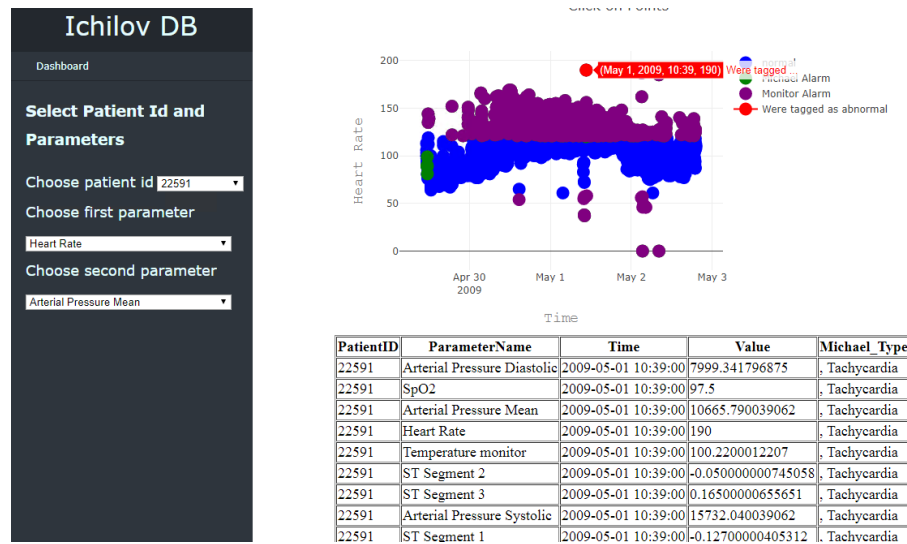 Ichilov DB
Dashboard
Select Patient Id and
Parameters
Choose patient id 22591
Choose first parameter
Heart Rate
Choose second parameter
Arterial Pressure Mean
Click on Points
200
150
100
50
0
Heart Rate
(May 1, 2009, 10:39, 190) Were tagged ...
normal
Michael Alarm
Monitor Alarm
Were tagged as abnormal
Apr 30 May 1 May 2 May 3
2009
Time
PatientID ParameterName Time Value Michael_Type
22591 Arterial Pressure Diastolic 2009-05-01 10:39:00 7999.341796875 , Tachycardia
22591 SpO2 2009-05-01 10:39:00 97.5 , Tachycardia
22591 Arterial Pressure Mean 2009-05-01 10:39:00 10665.790039062 , Tachycardia
22591 Heart Rate 2009-05-01 10:39:00 190 , Tachycardia
22591 Temperature monitor 2009-05-01 10:39:00 100.2200012207 , Tachycardia
22591 ST Segment 2 2009-05-01 10:39:00 -0.050000000745058 , Tachycardia
22591 ST Segment 3 2009-05-01 10:39:00 0.16500000655651 , Tachycardia
22591 Arterial Pressure Systolic 2009-05-01 10:39:00 15732.040039062 , Tachycardia
22591 ST Segment 1 2009-05-01 10:39:00 -0.12700000405312 , Tachycardia